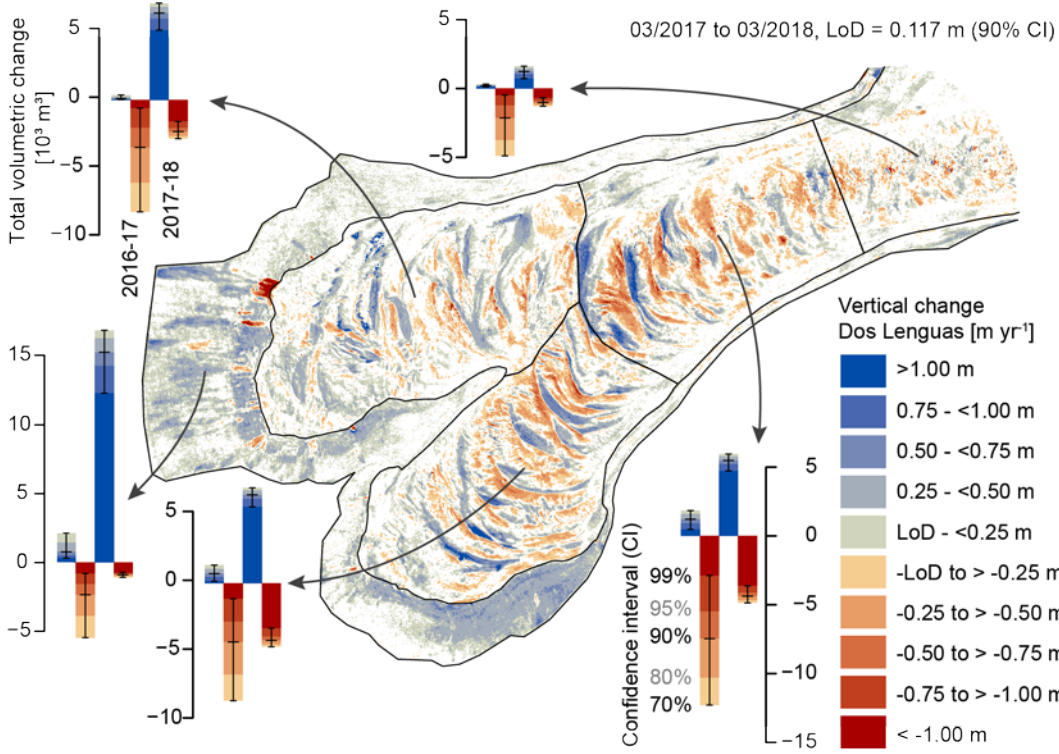 03/2017 to 03/2018, LoD = 0.117 m (90% CI)
Total volumetric change
[10³ m³]
5
0
−5
−10
2016-17
2017-18
5
0
−5
15
10
5
0
−5
5
0
−5
−10
Confidence interval (CI)
99%
95%
90%
80%
70%
5
0
−5
−10
−15
Vertical change
Dos Lenguas [m yr⁻¹]
>1.00 m
0.75 - <1.00 m
0.50 - <0.75 m
0.25 - <0.50 m
LoD - <0.25 m
-LoD to > -0.25 m
-0.25 to > -0.50 m
-0.50 to > -0.75 m
-0.75 to > -1.00 m
< -1.00 m